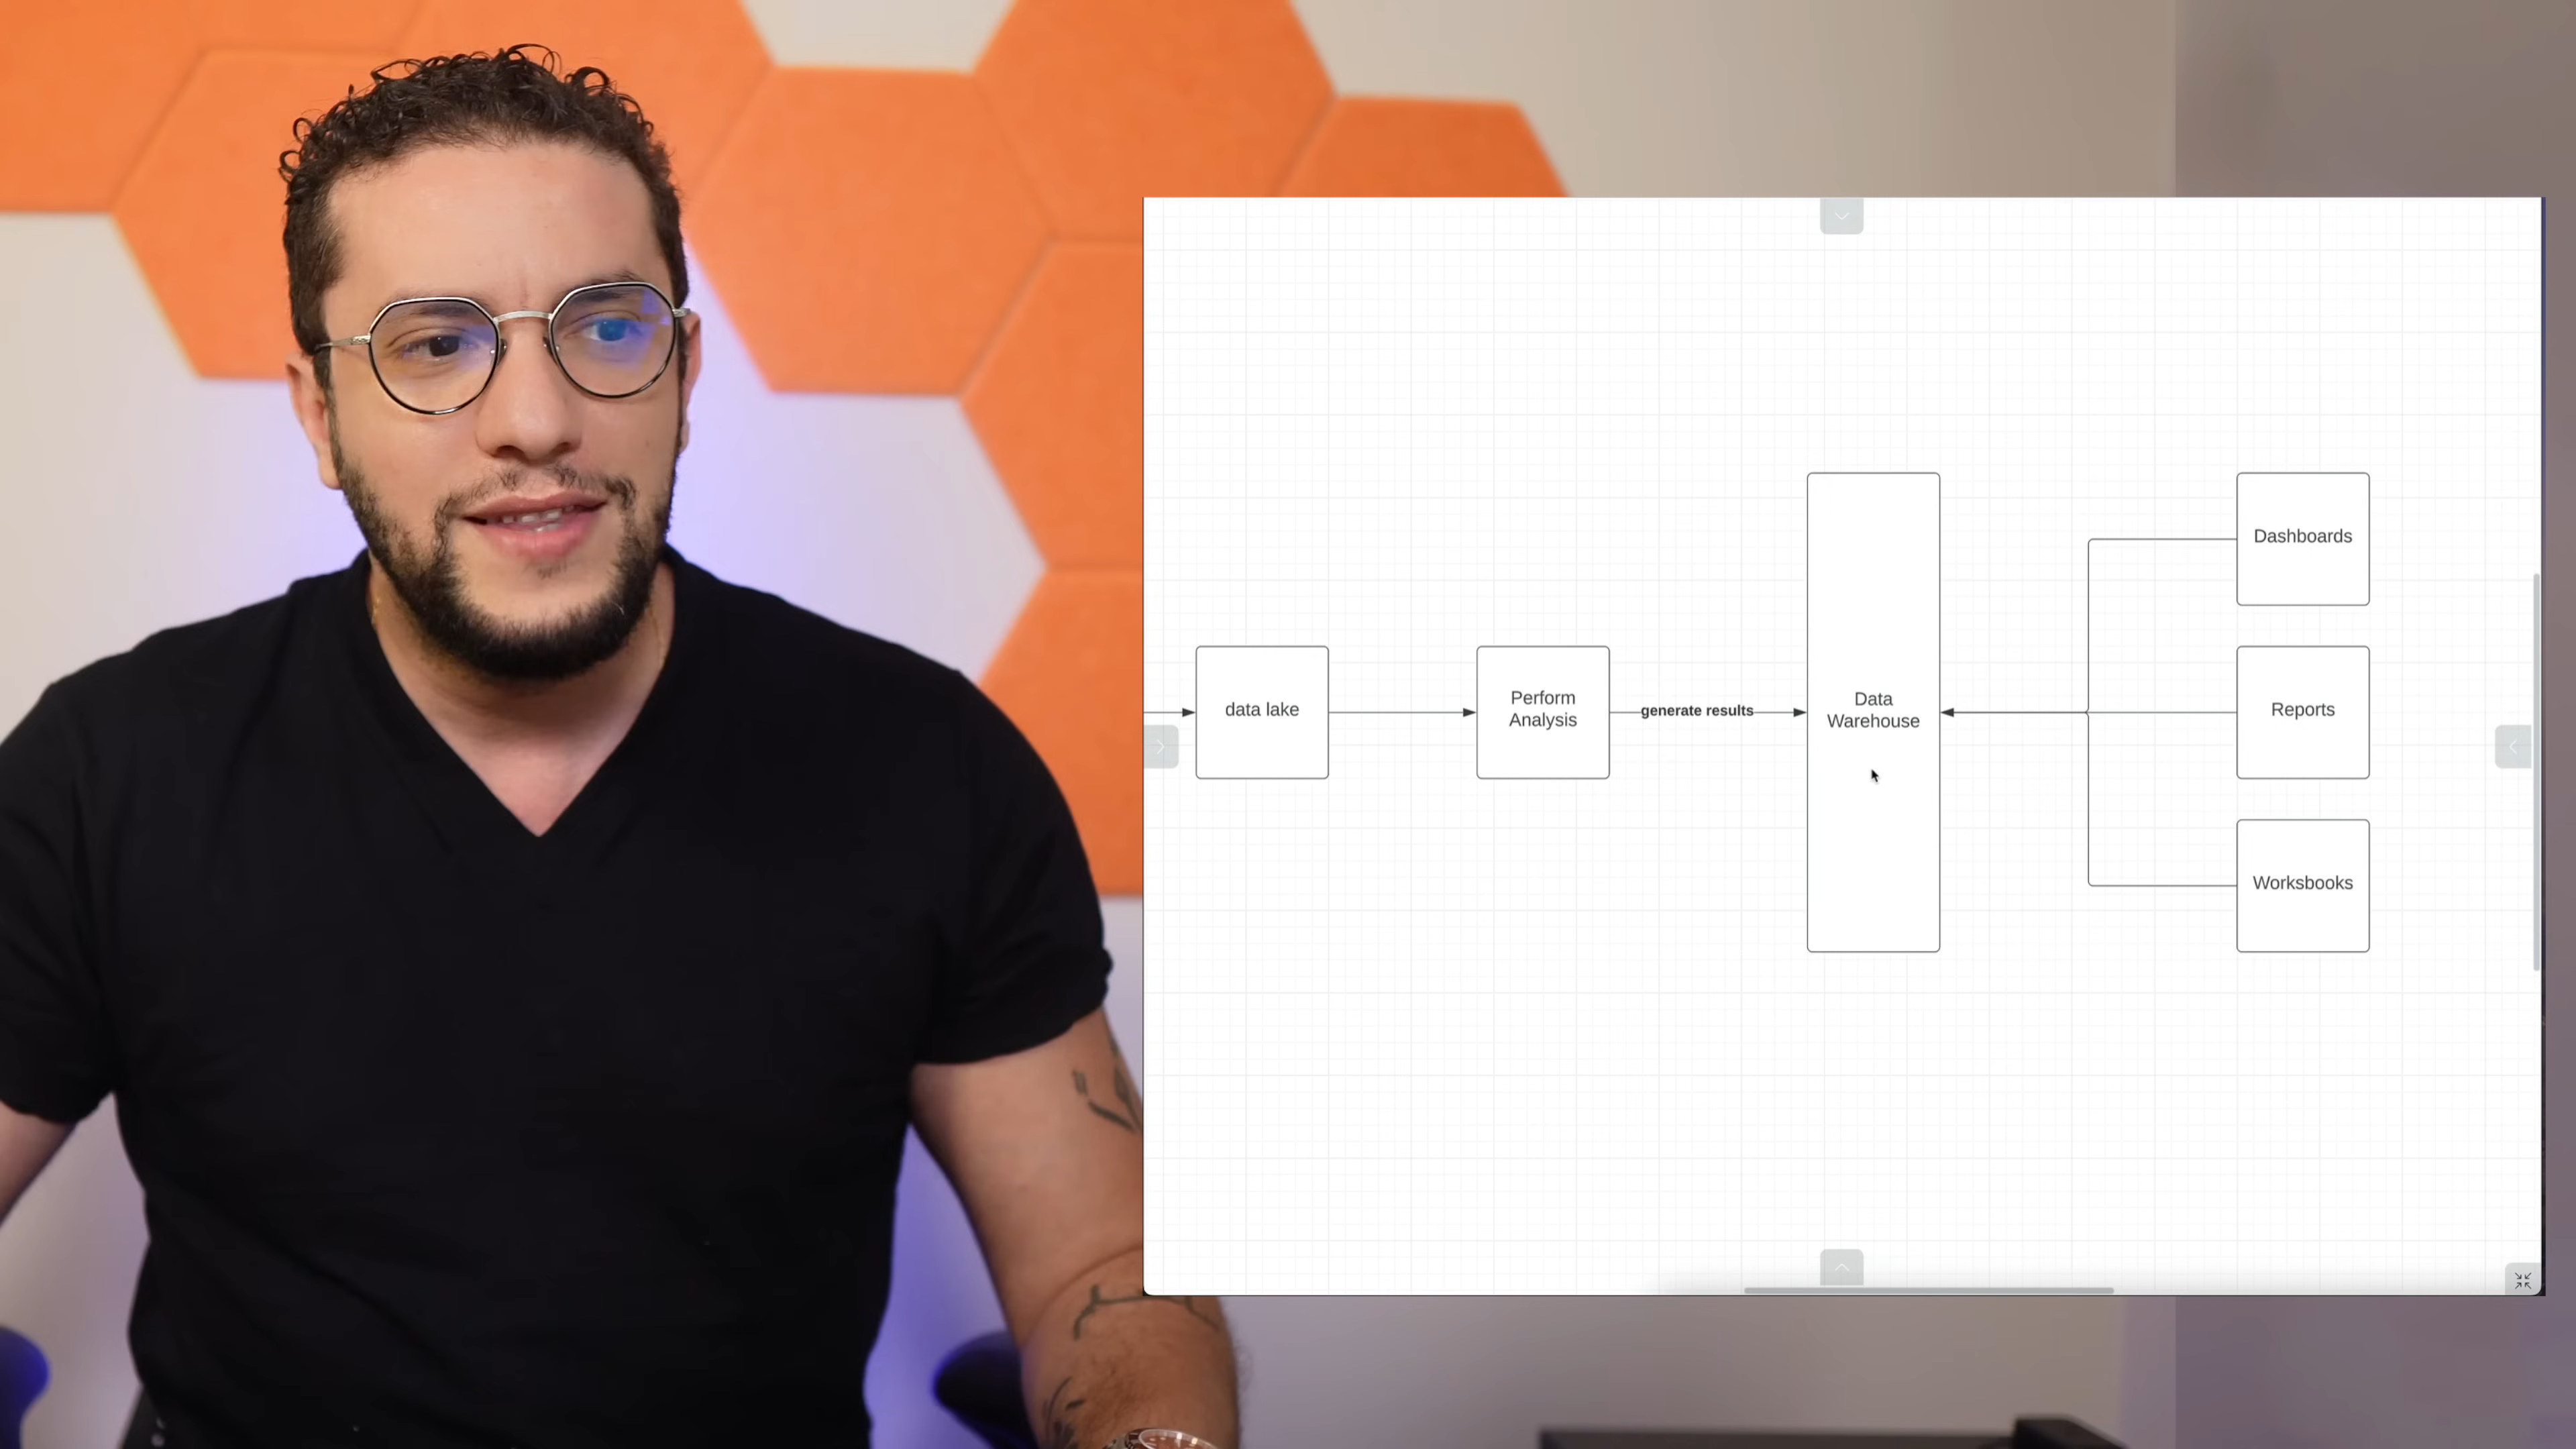 data lake
Perform
Analysis
generate results
Data
Warehouse
Dashboards
Reports
Worksbooks